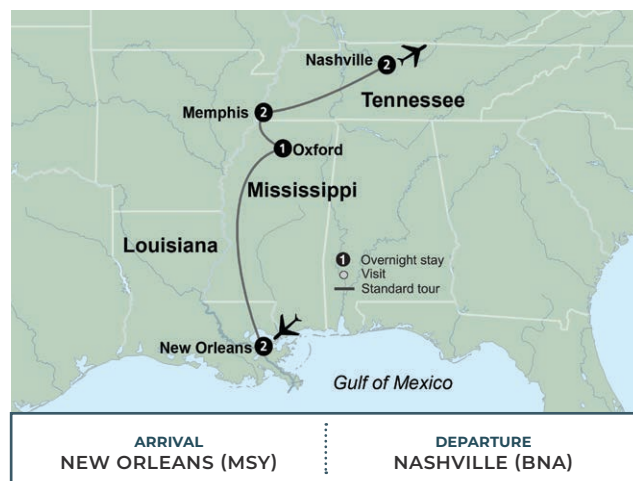 Nashville 2
Tennessee
Memphis 2
1 Oxford
Mississippi
Louisiana
1 Overnight stay
Visit
Standard tour
New Orleans 2
Gulf of Mexico
ARRIVAL
NEW ORLEANS (MSY)
DEPARTURE
NASHVILLE (BNA)